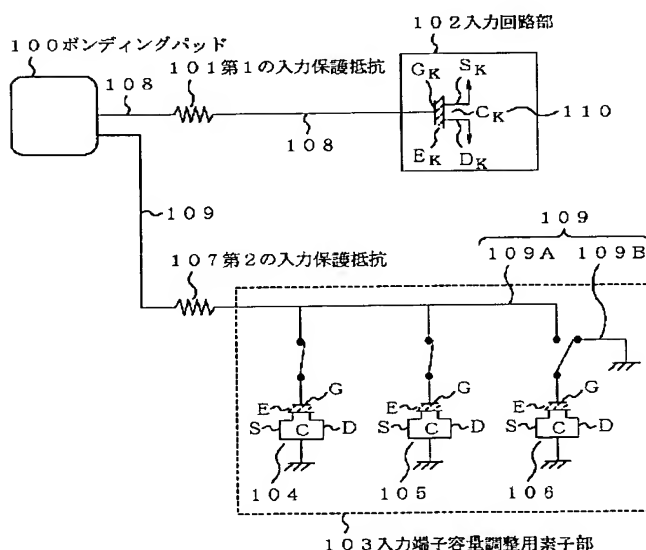 102入力回路部
100ボンディングパッド
101第1の入力保護抵抗
108
GK SK
CK 110
108
EK DK
109
109
107第2の入力保護抵抗
109A 109B
G G G
E E E
S C D S C D S C D
104 105 106
103入力端子容量調整用素子部